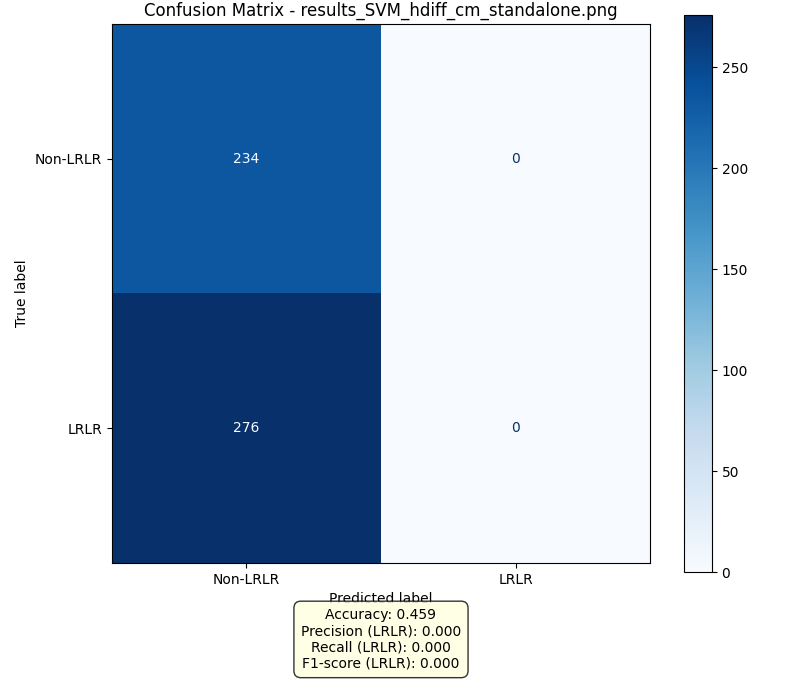 Confusion Matrix - results_SVM_hdiff_cm_standalone.png
250
200
150
100
50
0
True label
Non-LRLR
234
0
LRLR
276
0
Non-LRLR
LRLR
Predicted label
Accuracy: 0.459
Precision (LRLR): 0.000
Recall (LRLR): 0.000
F1-score (LRLR): 0.000